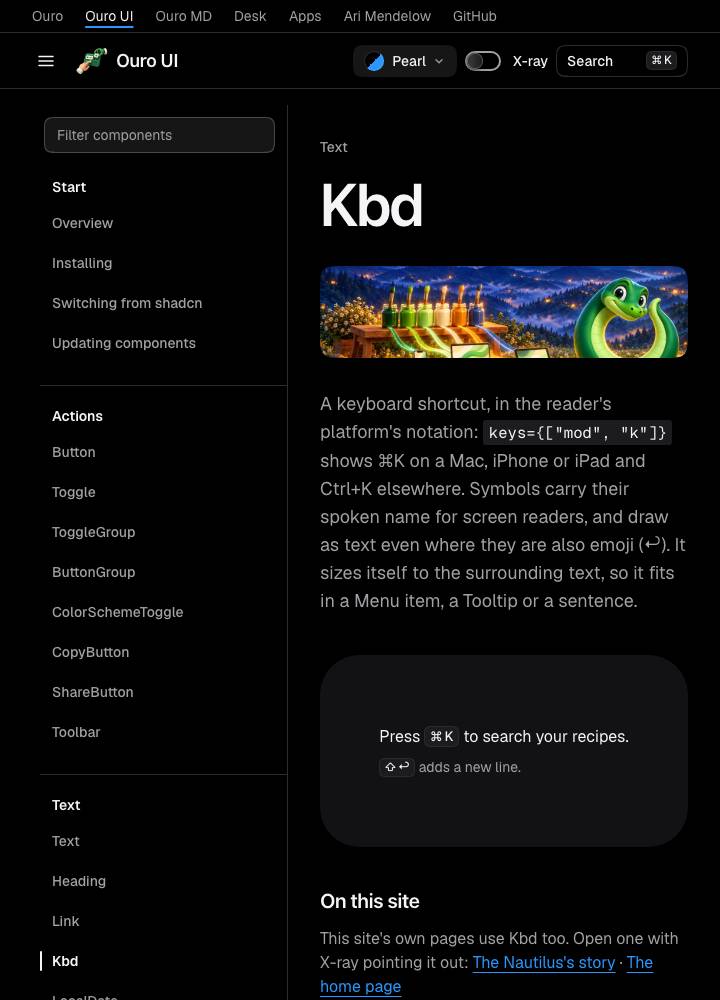 Ouro Ouro UI Ouro MD Desk Apps Ari Mendelow GitHub
Ouro UI Pearl X-ray Search ⌘K
Filter components
Start
Overview
Installing
Switching from shadcn
Updating components
Actions
Button
Toggle
ToggleGroup
ButtonGroup
ColorSchemeToggle
CopyButton
ShareButton
Toolbar
Text
Text
Heading
Link
Kbd
LocalDate
Text
Kbd
A keyboard shortcut, in the reader's
platform's notation: keys={["mod", "k"]}
shows ⌘K on a Mac, iPhone or iPad and
Ctrl+K elsewhere. Symbols carry their
spoken name for screen readers, and draw
as text even where they are also emoji (↩). It
sizes itself to the surrounding text, so it fits
in a Menu item, a Tooltip or a sentence.
Press ⌘K to search your recipes.
⇧↩ adds a new line.
On this site
This site's own pages use Kbd too. Open one with
X-ray pointing it out: The Nautilus's story · The
home page